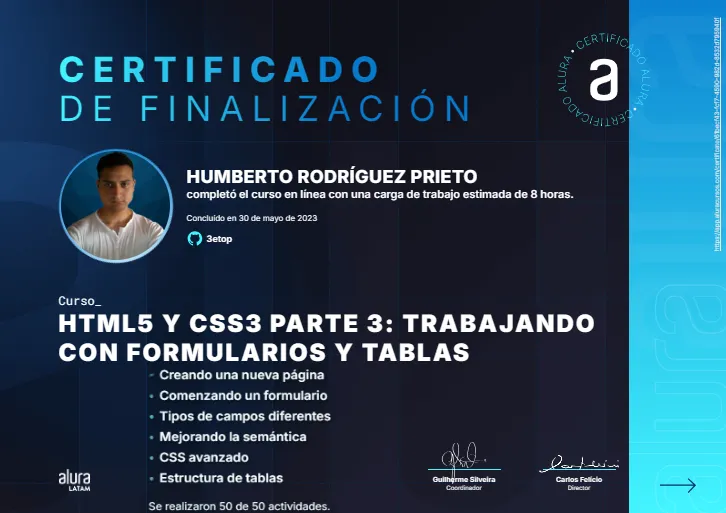 CERTIFICADO
DE FINALIZACIÓN
CERTIFICADO ALURA • CERTIFICADO ALURA •
a
HUMBERTO RODRÍGUEZ PRIETO
completó el curso en línea con una carga de trabajo estimada de 8 horas.
Concluido en 30 de mayo de 2023
3etop
Curso_
HTML5 Y CSS3 PARTE 3: TRABAJANDO
CON FORMULARIOS Y TABLAS
• Creando una nueva página
• Comenzando un formulario
• Tipos de campos diferentes
• Mejorando la semántica
• CSS avanzado
• Estructura de tablas
Se realizaron 50 de 50 actividades.
alura
LATAM
Guilherme Silveira
Coordinador
Carlos Felício
Director
alura